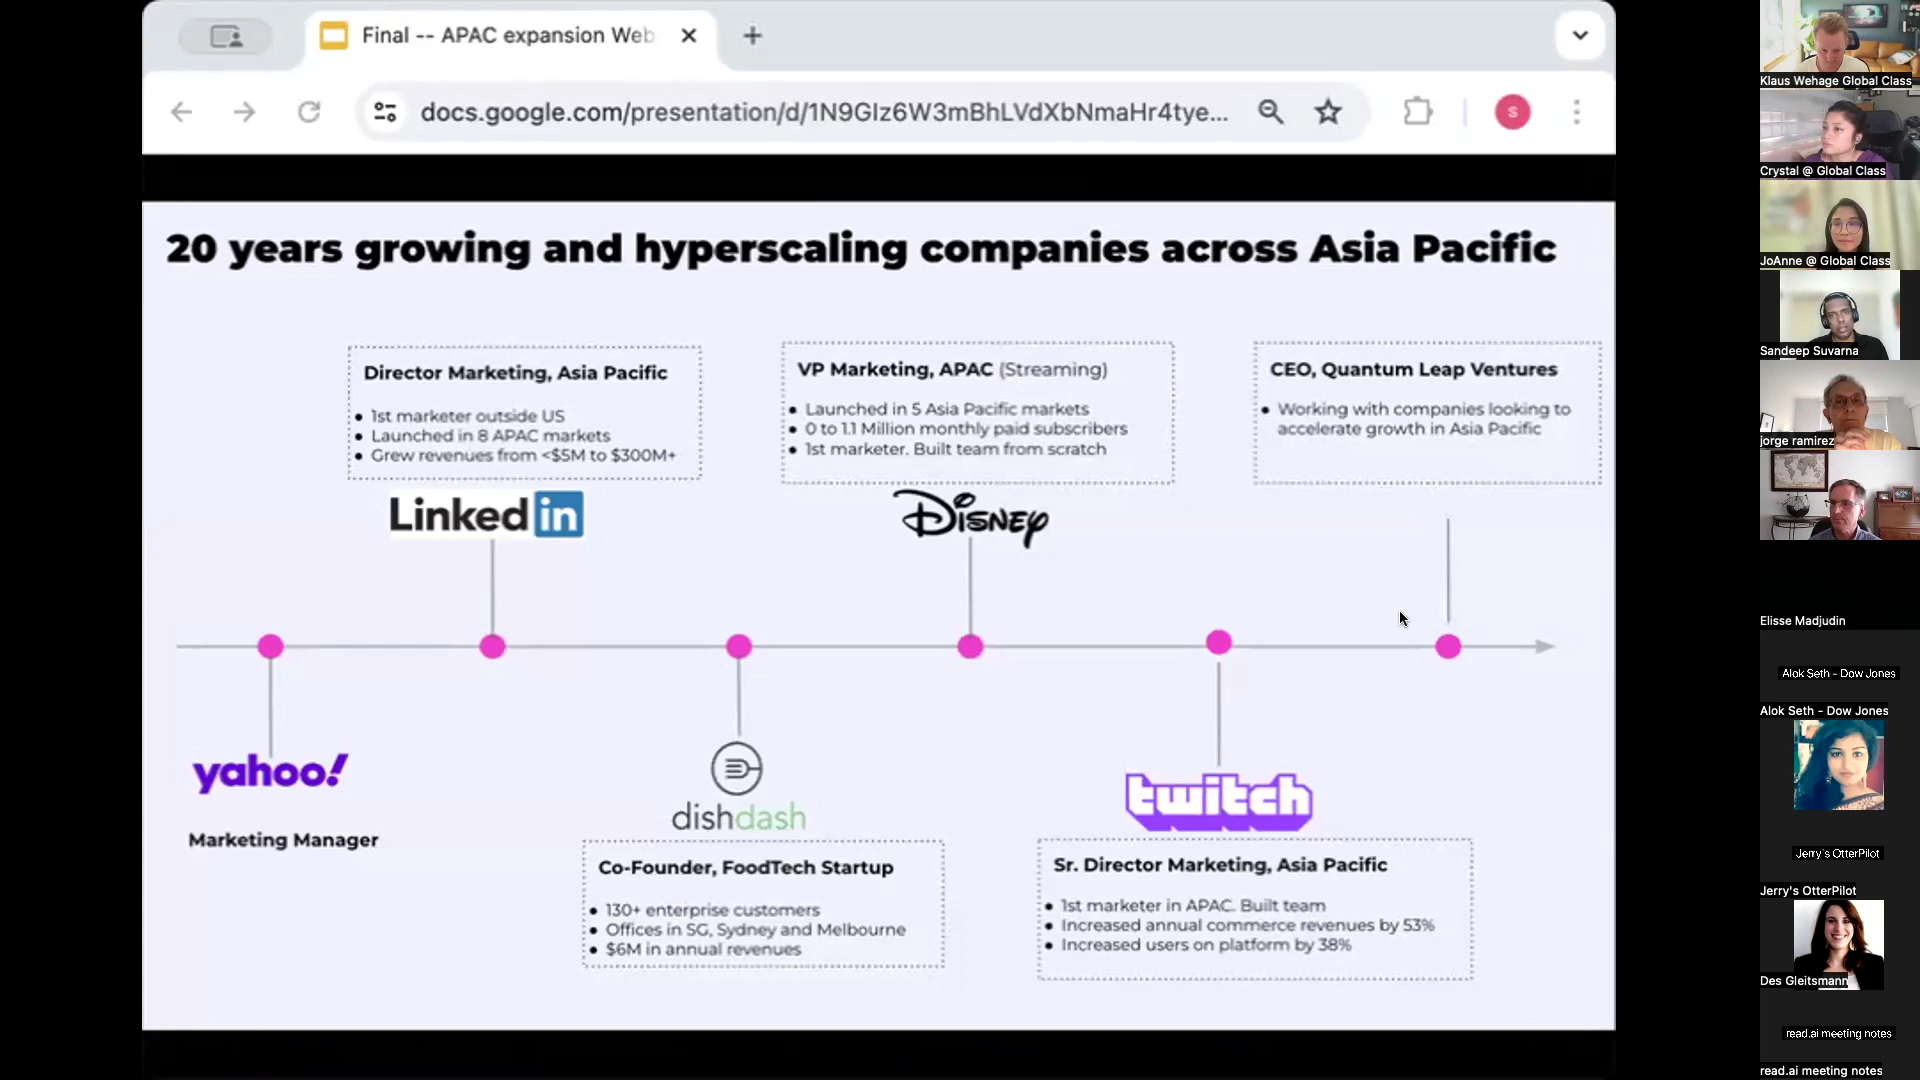 Final -- APAC expansion Web
docs.google.com/presentation/d/1N9GIz6W3mBhLVdXbNmaHr4tye...
S
20 years growing and hyperscaling companies across Asia Pacific
Director Marketing, Asia Pacific
1st marketer outside US
Launched in 8 APAC markets
Grew revenues from <$5M to $300M+
LinkedIn
VP Marketing, APAC (Streaming)
Launched in 5 Asia Pacific markets
0 to 1.1 Million monthly paid subscribers
1st marketer. Built team from scratch
Disney
CEO, Quantum Leap Ventures
Working with companies looking to
accelerate growth in Asia Pacific
yahoo!
Marketing Manager
dishdash
Co-Founder, FoodTech Startup
130+ enterprise customers
Offices in SG, Sydney and Melbourne
$6M in annual revenues
twitch
Sr. Director Marketing, Asia Pacific
1st marketer in APAC. Built team
Increased annual commerce revenues by 53%
Increased users on platform by 38%
Klaus Wehage Global Class
Crystal @ Global Class
JoAnne @ Global Class
Sandeep Suvarna
jorge ramirez
Elisse Madjudin
Alok Seth - Dow Jones
Alok Seth - Dow Jones
Jerry's OtterPilot
Jerry's OtterPilot
Des Gleitsmann
read.ai meeting notes
read.ai meeting notes